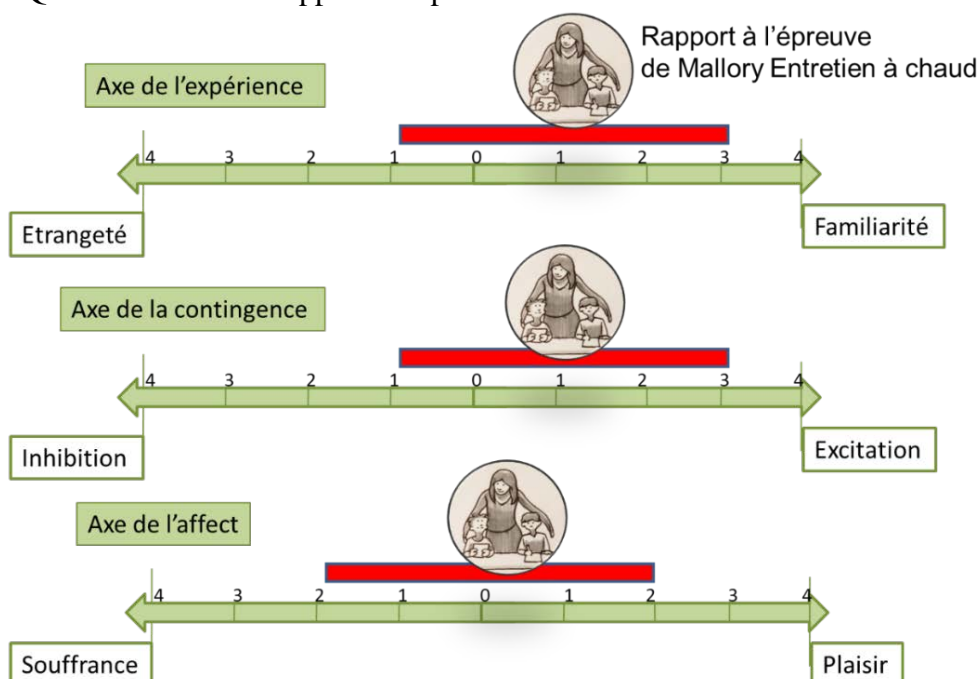 Rapport à l'épreuve
de Mallory Entretien à chaud
Axe de l'expérience
4 3 2 1 0 1 2 3 4
Etrangeté
Familiarité
Axe de la contingence
4 3 2 1 0 1 2 3 4
Inhibition
Excitation
Axe de l'affect
4 3 2 1 0 1 2 3 4
Souffrance
Plaisir